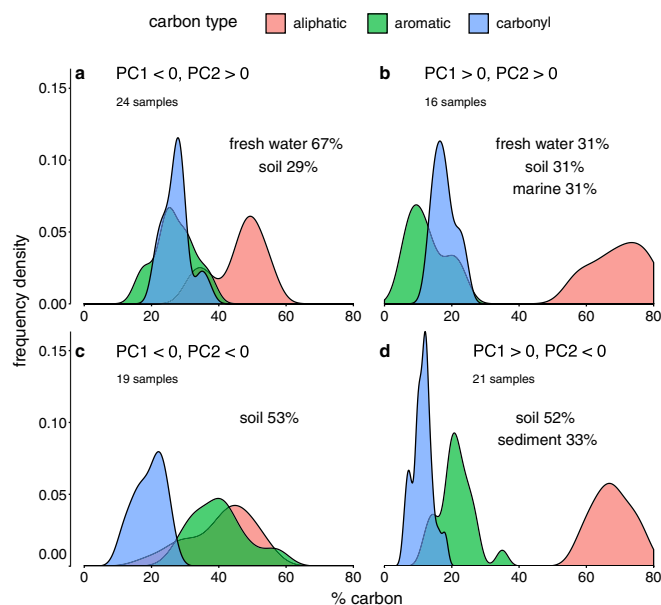 carbon type aliphatic aromatic carbonyl
a PC1 < 0, PC2 > 0
24 samples
fresh water 67%
soil 29%
0.15
0.10
0.05
0.00
0 20 40 60 80
b PC1 > 0, PC2 > 0
16 samples
fresh water 31%
soil 31%
marine 31%
0 20 40 60 80
frequency density
c PC1 < 0, PC2 < 0
19 samples
soil 53%
0.15
0.10
0.05
0.00
0 20 40 60 80
d PC1 > 0, PC2 < 0
21 samples
soil 52%
sediment 33%
0 20 40 60 80
% carbon